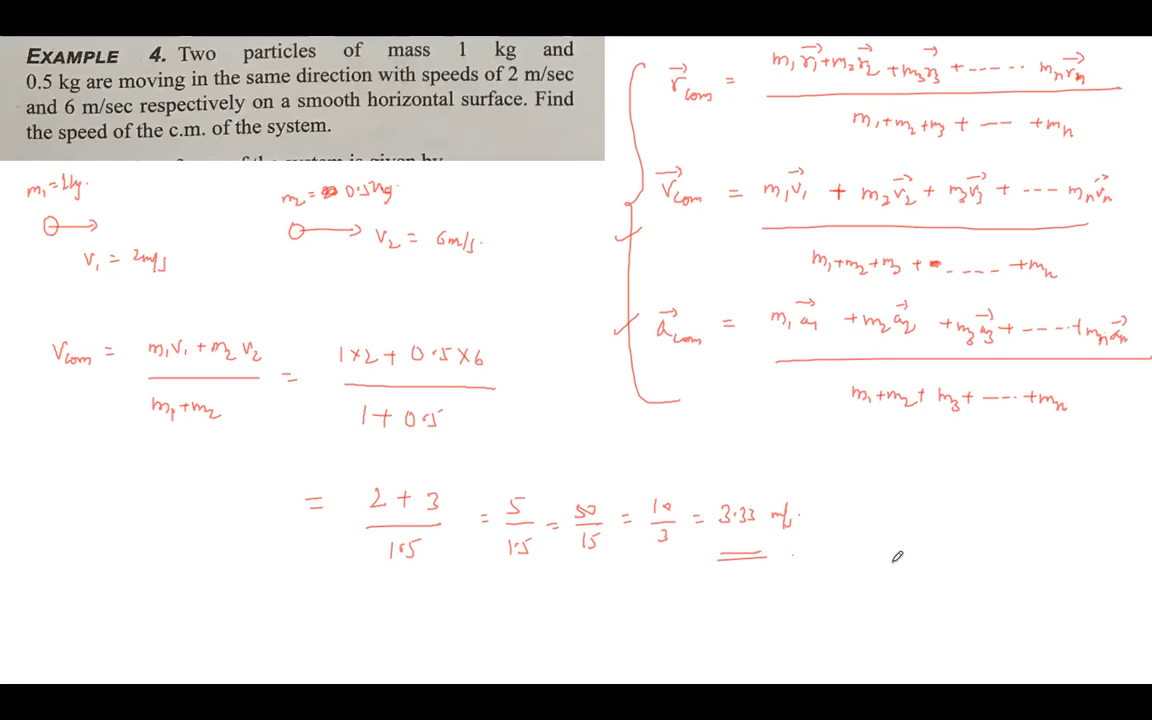 EXAMPLE 4. Two particles of mass 1 kg and
0.5 kg are moving in the same direction with speeds of 2 m/sec
and 6 m/sec respectively on a smooth horizontal surface. Find
the speed of the c.m. of the system.
m₁=1kg.
m₂= 0.5kg.
v₁ = 2m/s
v₂ = 6m/s.
Vcom = (m₁v₁ + m₂v₂)/(m₁+m₂) = (1×2+0.5×6)/(1+0.5)
= (2+3)/1.5 = 5/1.5 = 50/15 = 10/3 = 3.33 m/s.
r⃗com = (m₁r⃗₁+m₂r⃗₂+m₃r⃗₃+------mₙr⃗ₙ)/(m₁+m₂+m₃+---+mₙ)
v⃗com = (m₁v⃗₁+m₂v⃗₂+m₃v⃗₃+---mₙv⃗ₙ)/(m₁+m₂+m₃+-----+mₙ)
a⃗com = (m₁a⃗₁+m₂a⃗₂+m₃a⃗₃+----+mₙa⃗ₙ)/(m₁+m₂+m₃+----+mₙ)